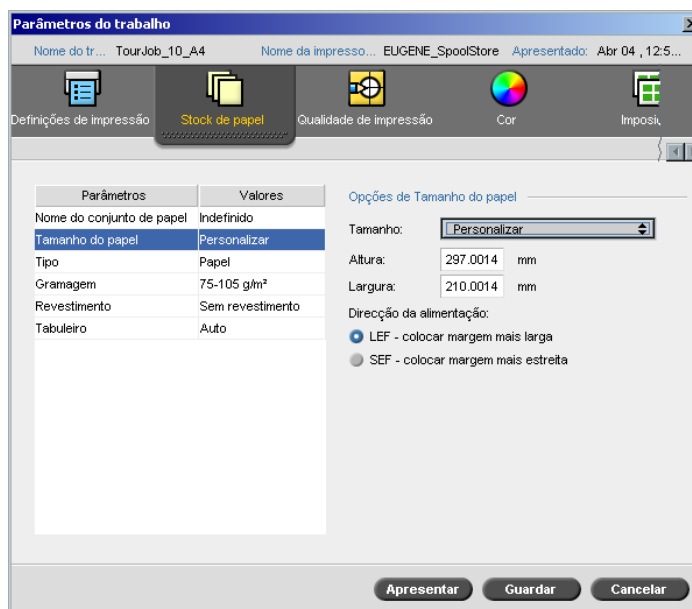 Parâmetros do trabalho
Nome do tr... TourJob_10_A4 Nome da impresso... EUGENE_SpoolStore Apresentado: Abr 04 , 12:5...
Definições de impressão Stock de papel Qualidade de impressão Cor Imposiç
Parâmetros Valores
Nome do conjunto de papel Indefinido
Tamanho do papel Personalizar
Tipo Papel
Gramagem 75-105 g/m²
Revestimento Sem revestimento
Tabuleiro Auto
Opções de Tamanho do papel
Tamanho: Personalizar
Altura: 297.0014 mm
Largura: 210.0014 mm
Direcção da alimentação:
LEF - colocar margem mais larga
SEF - colocar margem mais estreita
Apresentar Guardar Cancelar